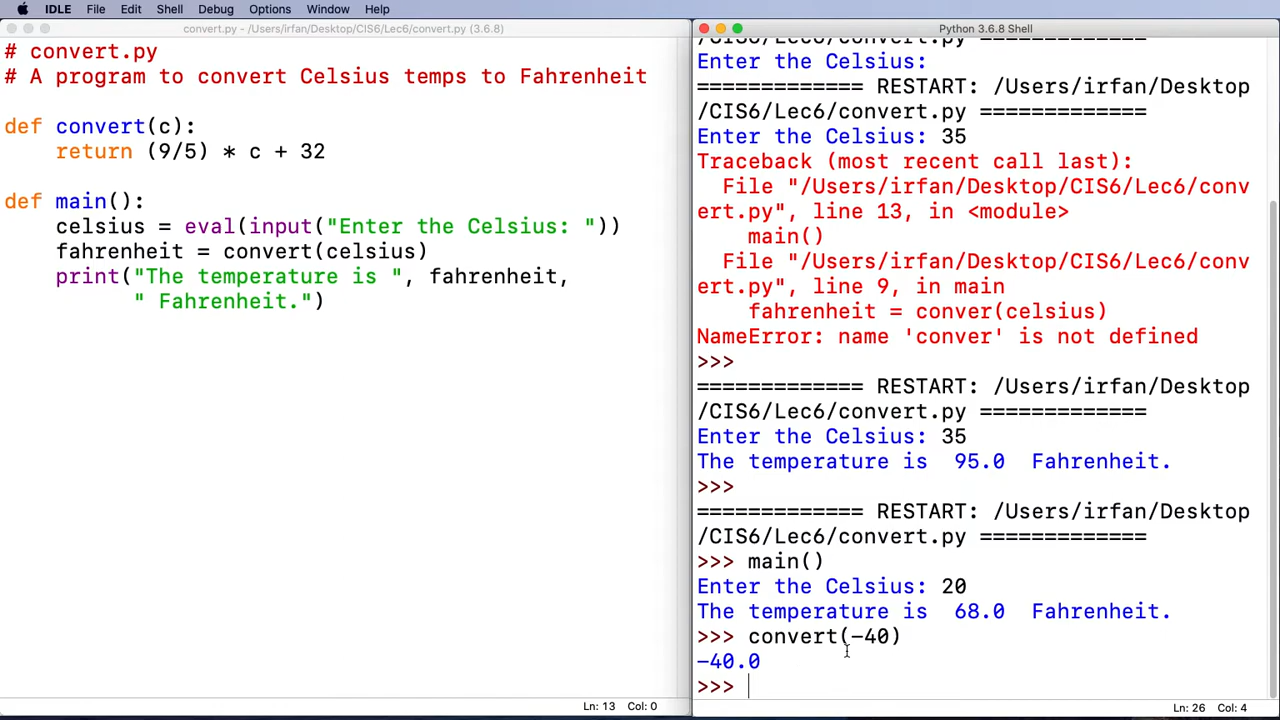 IDLE File Edit Shell Debug Options Window Help
convert.py - /Users/irfan/Desktop/CIS6/Lec6/convert.py (3.6.8)
# convert.py
# A program to convert Celsius temps to Fahrenheit
def convert(c):
return (9/5) * c + 32
def main():
celsius = eval(input("Enter the Celsius: "))
fahrenheit = convert(celsius)
print("The temperature is ", fahrenheit,
" Fahrenheit.")
Ln: 13 Col: 0
Python 3.6.8 Shell
/CIS6/Lec6/convert.py =============
Enter the Celsius:
============= RESTART: /Users/irfan/Desktop
/CIS6/Lec6/convert.py =============
Enter the Celsius: 35
Traceback (most recent call last):
File "/Users/irfan/Desktop/CIS6/Lec6/conv
ert.py", line 13, in <module>
main()
File "/Users/irfan/Desktop/CIS6/Lec6/conv
ert.py", line 9, in main
fahrenheit = conver(celsius)
NameError: name 'conver' is not defined
>>>
============= RESTART: /Users/irfan/Desktop
/CIS6/Lec6/convert.py =============
Enter the Celsius: 35
The temperature is  95.0  Fahrenheit.
>>>
============= RESTART: /Users/irfan/Desktop
/CIS6/Lec6/convert.py =============
>>> main()
Enter the Celsius: 20
The temperature is  68.0  Fahrenheit.
>>> convert(-40)
-40.0
>>>
Ln: 26 Col: 4